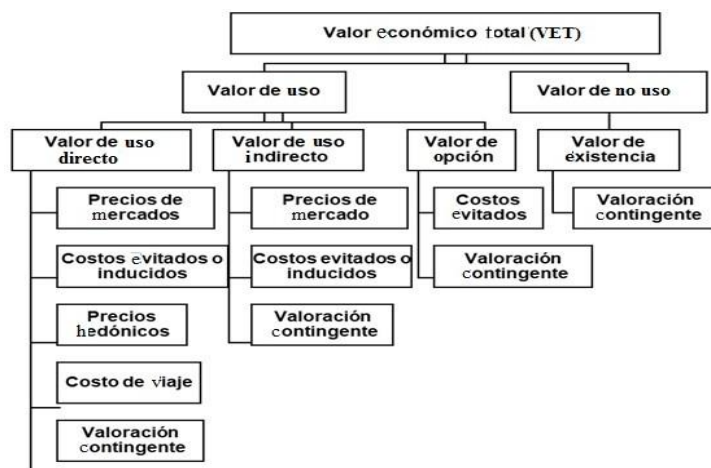 Valor económico total (VET)
Valor de uso
Valor de no uso
Valor de uso
directo
Valor de uso
indirecto
Valor de
opción
Valor de
existencia
Precios de
mercados
Precios de
mercado
Costos
evitados
Valoración
contingente
Costos evitados o
inducidos
Costos evitados o
inducidos
Valoración
contingente
Precios
hedónicos
Valoración
contingente
Costo de viaje
Valoración
contingente